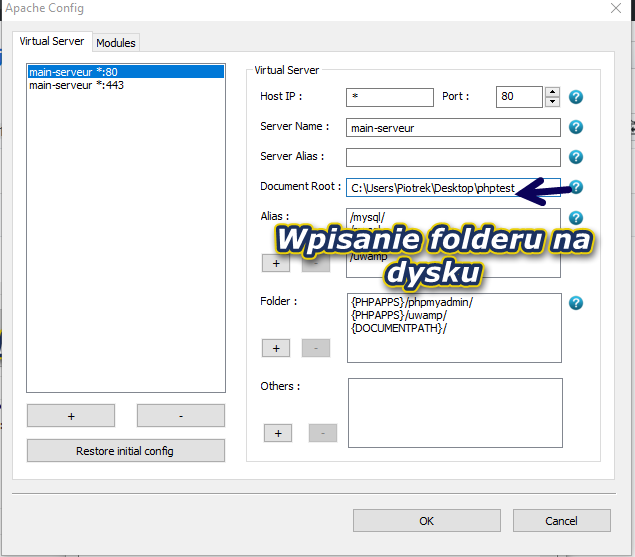 Apache Config
Virtual Server
Modules
main-serveur *:80
main-serveur *:443
Virtual Server
Host IP :
*
Port :
80
?
Server Name :
main-serveur
?
Server Alias :
?
Document Root :
C:\Users\Piotrek\Desktop\phptest
?
Alias :
/mysql/
?
Wpisanie folderu na
dysku
/uwamp
+
-
Folder :
{PHPAPPS}/phpmyadmin/
{PHPAPPS}/uwamp/
{DOCUMENTPATH}/
?
+
-
Others :
+
-
+
-
Restore initial config
OK
Cancel